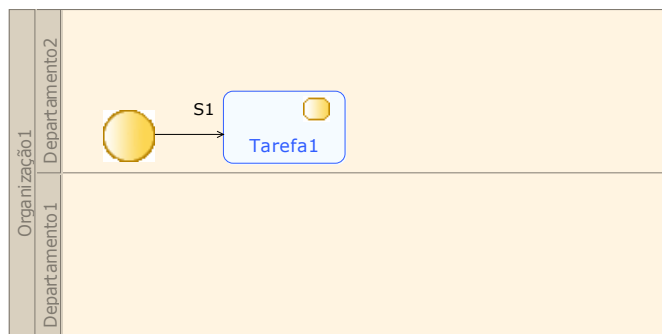 Organização1
Departamento2
S1
Tarefa1
Departamento1